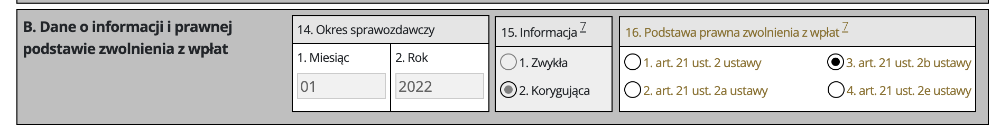 B. Dane o informacji i prawnej
podstawie zwolnienia z wpłat
14. Okres sprawozdawczy
1. Miesiąc
2. Rok
01
2022
15. Informacja 7
1. Zwykła
2. Korygująca
16. Podstawa prawna zwolnienia z wpłat 7
1. art. 21 ust. 2 ustawy
3. art. 21 ust. 2b ustawy
2. art. 21 ust. 2a ustawy
4. art. 21 ust. 2e ustawy